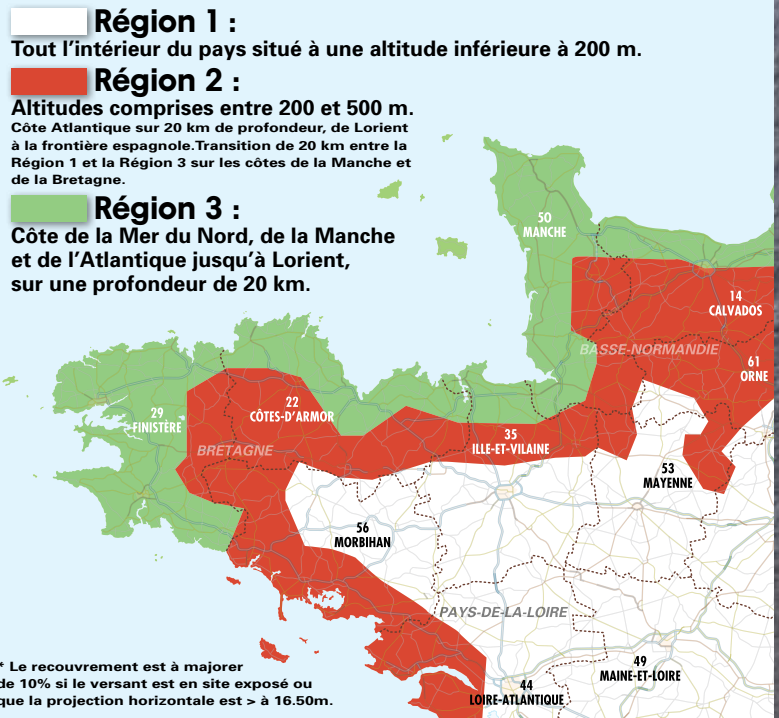 Région 1 :
Tout l'intérieur du pays situé à une altitude inférieure à 200 m.
Région 2 :
Altitudes comprises entre 200 et 500 m.
Côte Atlantique sur 20 km de profondeur, de Lorient
à la frontière espagnole.Transition de 20 km entre la
Région 1 et la Région 3 sur les côtes de la Manche et
de la Bretagne.
Région 3 :
Côte de la Mer du Nord, de la Manche
et de l'Atlantique jusqu'à Lorient,
sur une profondeur de 20 km.
50
MANCHE
14
CALVADOS
BASSE-NORMANDIE
61
ORNE
29
FINISTÈRE
22
CÔTES-D'ARMOR
BRETAGNE
35
ILLE-ET-VILAINE
53
MAYENNE
56
MORBIHAN
PAYS-DE-LA-LOIRE
49
MAINE-ET-LOIRE
44
LOIRE-ATLANTIQUE
* Le recouvrement est à majorer
de 10% si le versant est en site exposé ou
que la projection horizontale est > à 16.50m.